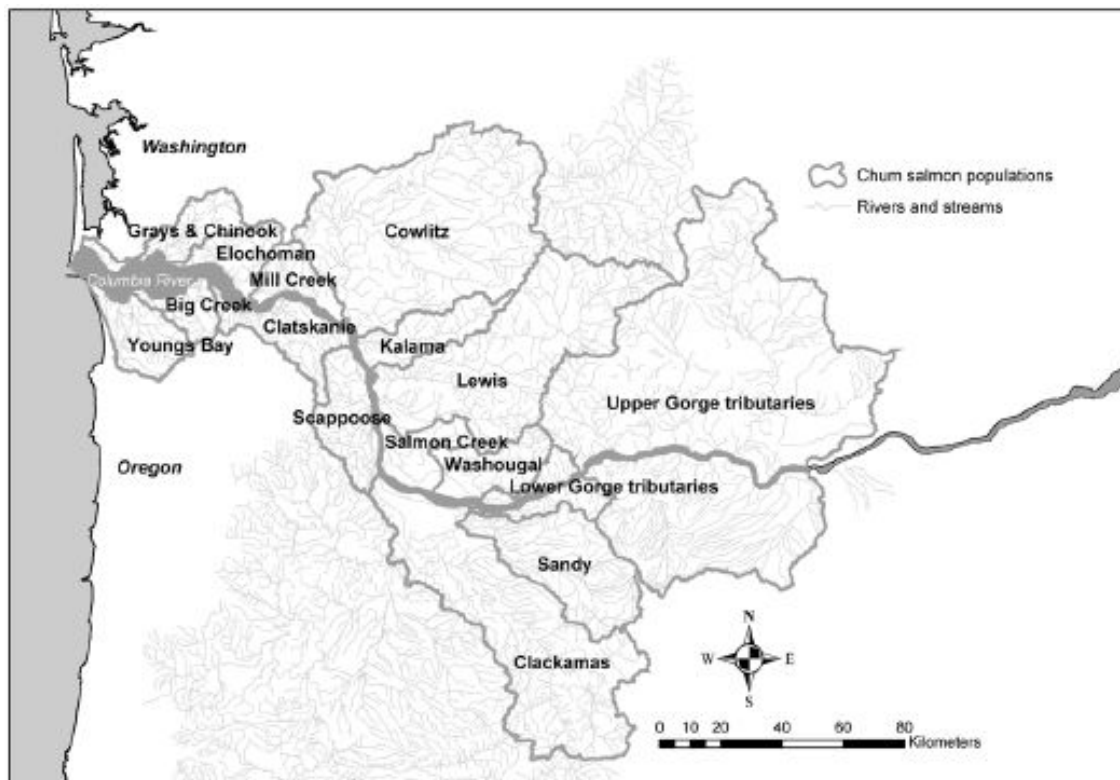 Washington
Chum salmon populations
Rivers and streams
Grays & Chinook
Cowlitz
Elochoman
Mill Creek
Columbia River
Big Creek
Clatskanie
Youngs Bay
Kalama
Lewis
Upper Gorge tributaries
Scappoose
Salmon Creek
Washougal
Oregon
Lower Gorge tributaries
Sandy
Clackamas
N
W
E
S
0 10 20 40 60 80
Kilometers